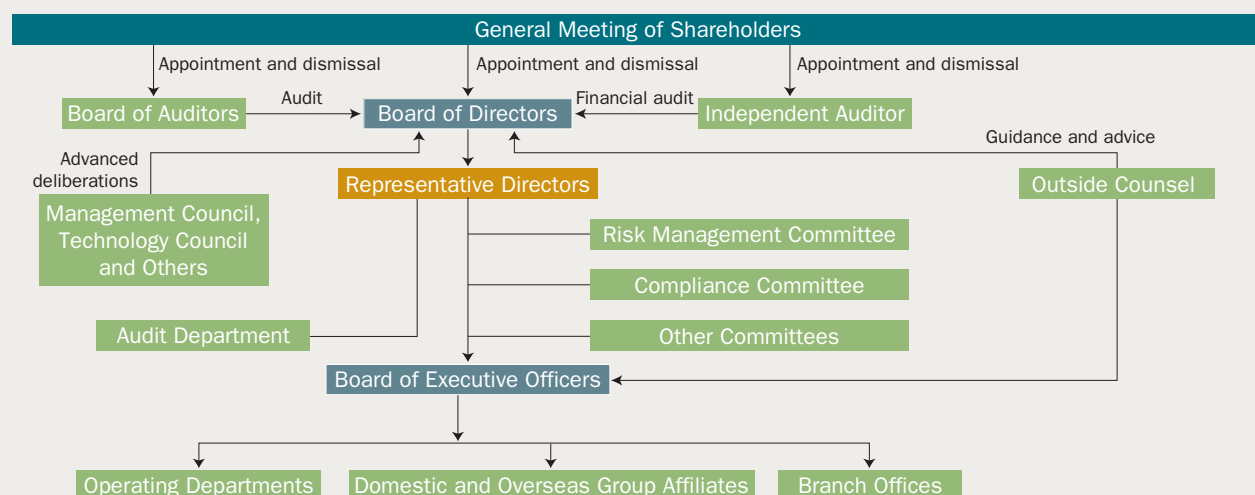 General Meeting of Shareholders
Appointment and dismissal
Appointment and dismissal
Appointment and dismissal
Board of Auditors
Audit
Board of Directors
Financial audit
Independent Auditor
Guidance and advice
Advanced
deliberations
Representative Directors
Outside Counsel
Management Council,
Technology Council
and Others
Risk Management Committee
Compliance Committee
Audit Department
Other Committees
Board of Executive Officers
Operating Departments
Domestic and Overseas Group Affiliates
Branch Offices